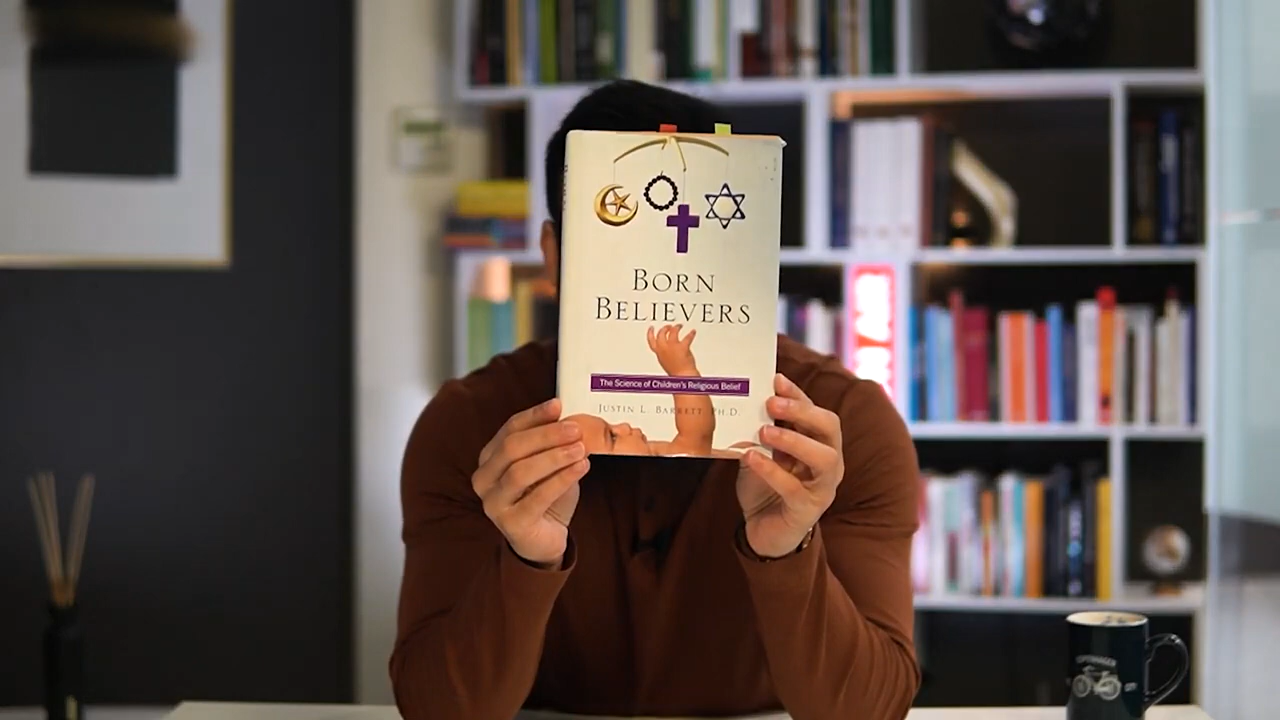 BORN
BELIEVERS
The Science of Children's Religious Belief
JUSTIN L. BARRETT, PH.D.